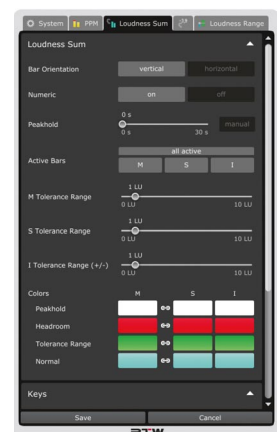 System PPM Loudness Sum Loudness Range
Loudness Sum
Bar Orientation vertical horizontal
Numeric on off
0 s
Peakhold manual
0 s 30 s
all active
Active Bars M S I
1 LU
M Tolerance Range
0 LU 10 LU
1 LU
S Tolerance Range
0 LU 10 LU
1 LU
I Tolerance Range (+/-)
0 LU 10 LU
Colors M S I
Peakhold
Headroom
Tolerance Range
Normal
Keys
Save Cancel
RTW